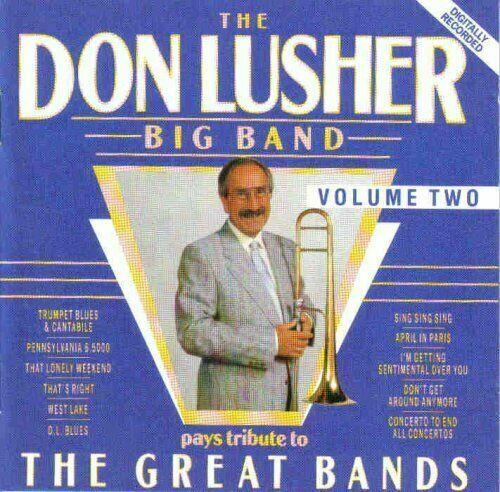 THE
DIGITALLY
RECORDED
DON LUSHER
BIG BAND
VOLUME TWO
TRUMPET BLUES
& CANTABILE
PENNSYLVANIA 6.5000
THAT LONELY WEEKEND
THAT'S RIGHT
WEST LAKE
O.L. BLUES
SING SING SING
APRIL IN PARIS
I'M GETTING
SENTIMENTAL OVER YOU
DON'T GET
AROUND ANYMORE
CONCERTO TO END
ALL CONCERTOS
pays tribute to
THE GREAT BANDS